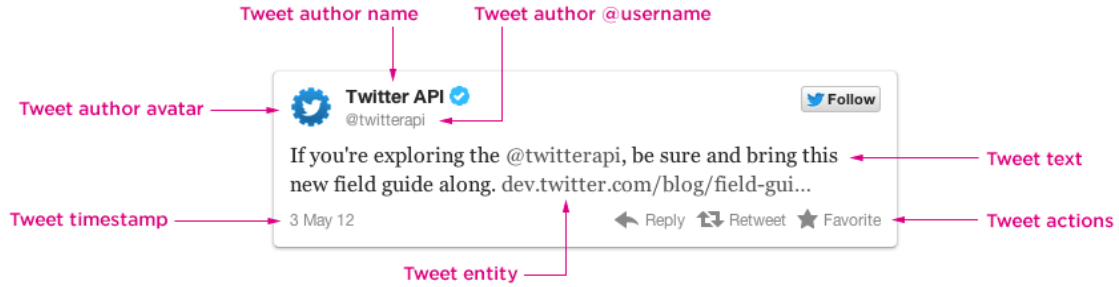 Tweet author name
Tweet author @username
Tweet author avatar
Twitter API
@twitterapi
Follow
If you're exploring the @twitterapi, be sure and bring this
new field guide along. dev.twitter.com/blog/field-gui...
Tweet text
Tweet timestamp
3 May 12
Reply Retweet Favorite
Tweet actions
Tweet entity